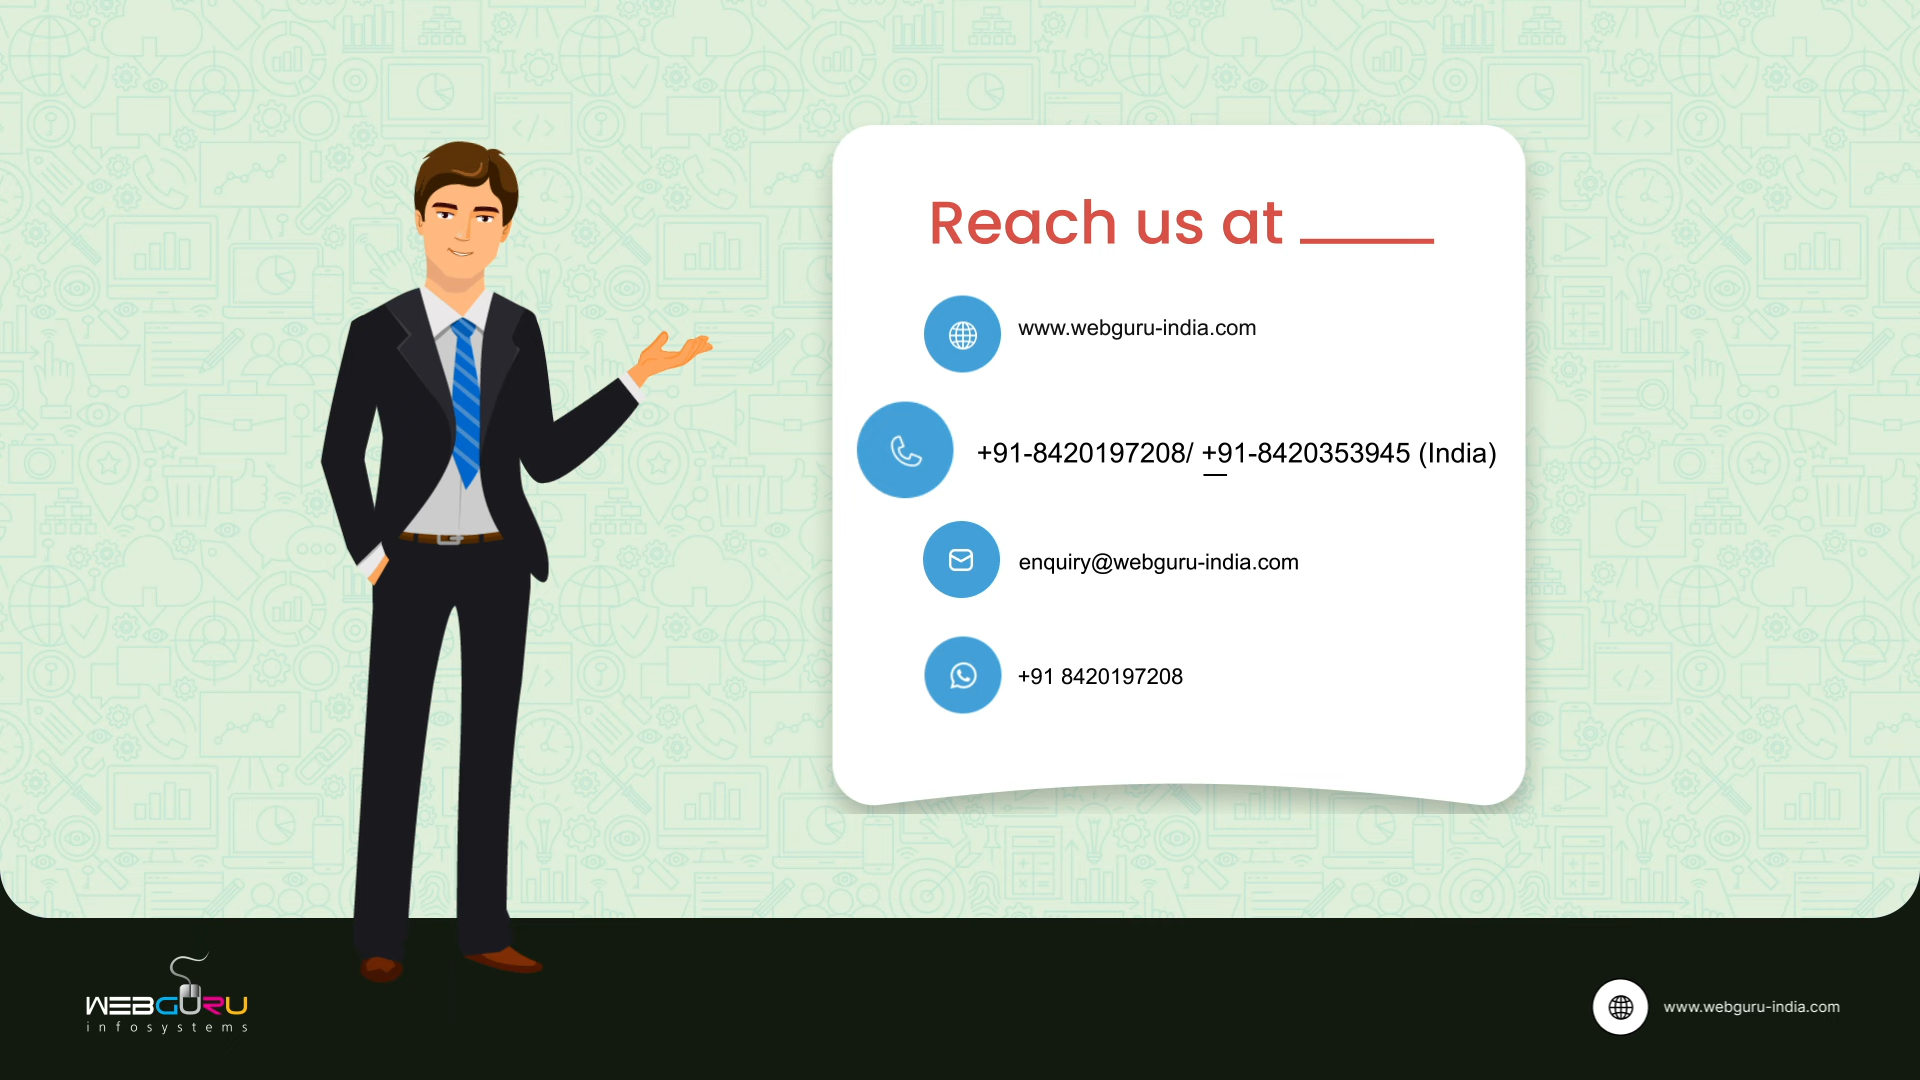 Reach us at _____
www.webguru-india.com
+91-8420197208/ +91-8420353945 (India)
enquiry@webguru-india.com
+91 8420197208
WEBGURU
infosystems
www.webguru-india.com